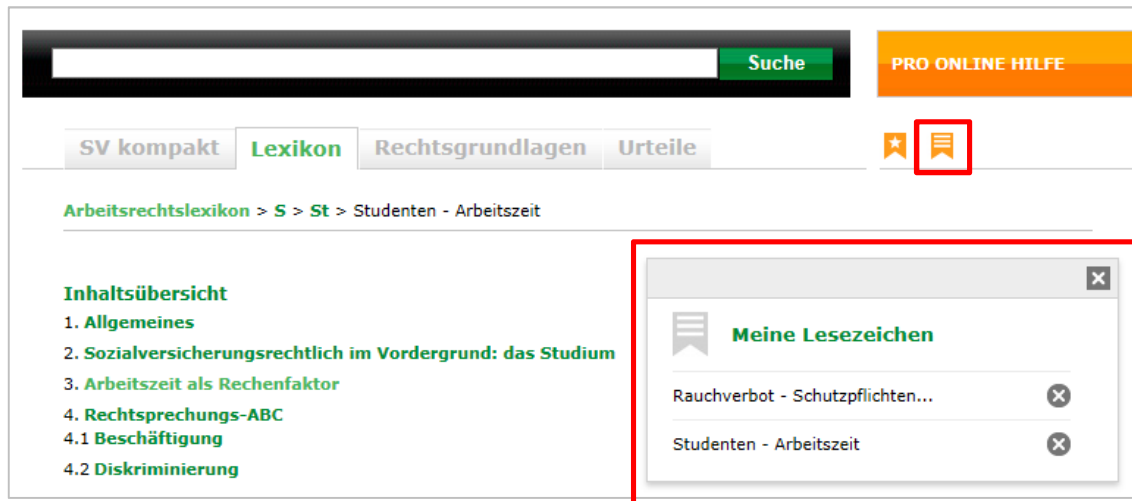 Suche
PRO ONLINE HILFE
SV kompakt Lexikon Rechtsgrundlagen Urteile
Arbeitsrechtslexikon > S > St > Studenten - Arbeitszeit
Inhaltsübersicht
1. Allgemeines
2. Sozialversicherungsrechtlich im Vordergrund: das Studium
3. Arbeitszeit als Rechenfaktor
4. Rechtsprechungs-ABC
4.1 Beschäftigung
4.2 Diskriminierung
Meine Lesezeichen
Rauchverbot - Schutzpflichten...
Studenten - Arbeitszeit